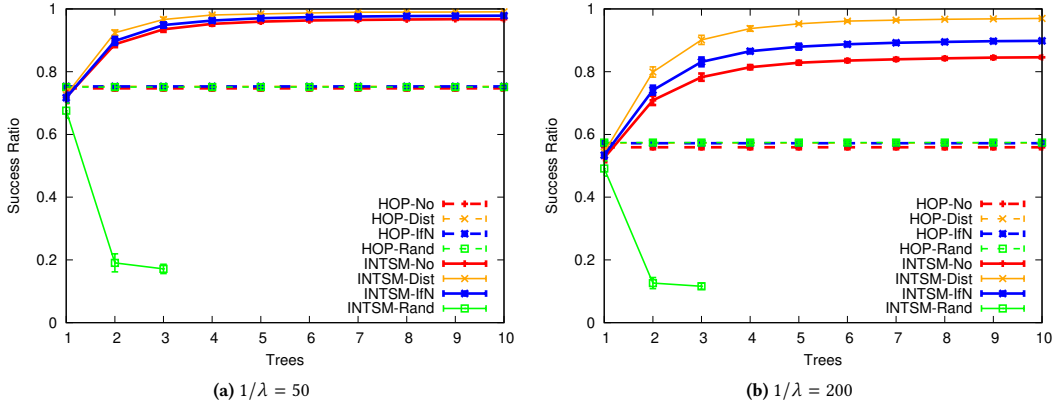 1
0.8
0.6
0.4
0.2
0
Success Ratio
1 2 3 4 5 6 7 8 9 10
Trees
HOP-No
HOP-Dist
HOP-IfN
HOP-Rand
INTSM-No
INTSM-Dist
INTSM-IfN
INTSM-Rand
(a) 1/λ = 50
1
0.8
0.6
0.4
0.2
0
Success Ratio
1 2 3 4 5 6 7 8 9 10
Trees
HOP-No
HOP-Dist
HOP-IfN
HOP-Rand
INTSM-No
INTSM-Dist
INTSM-IfN
INTSM-Rand
(b) 1/λ = 200